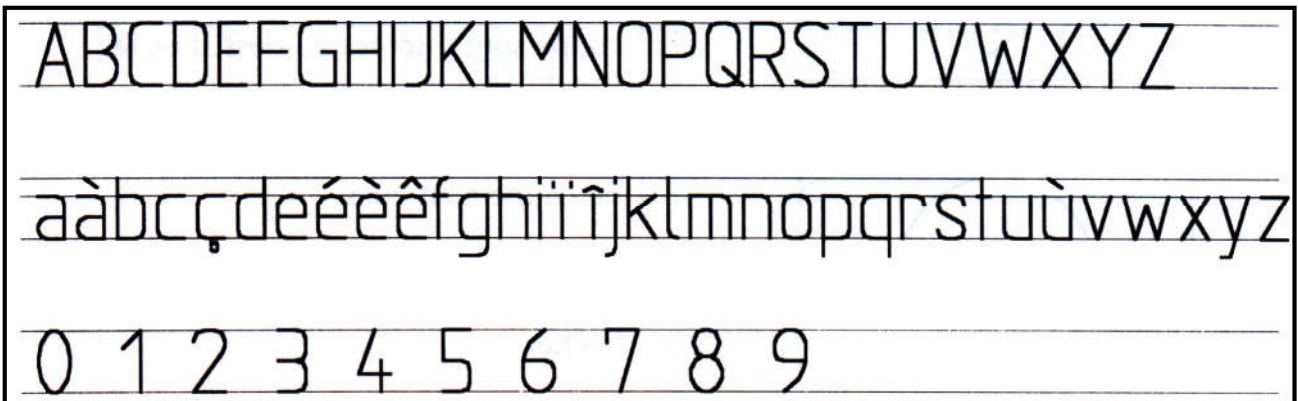 ABCDEFGHIJKLMNOPQRSTUVWXYZ
aàbcçdeéèêfghiïîjklmnopqrstuùvwxyz
0 1 2 3 4 5 6 7 8 9